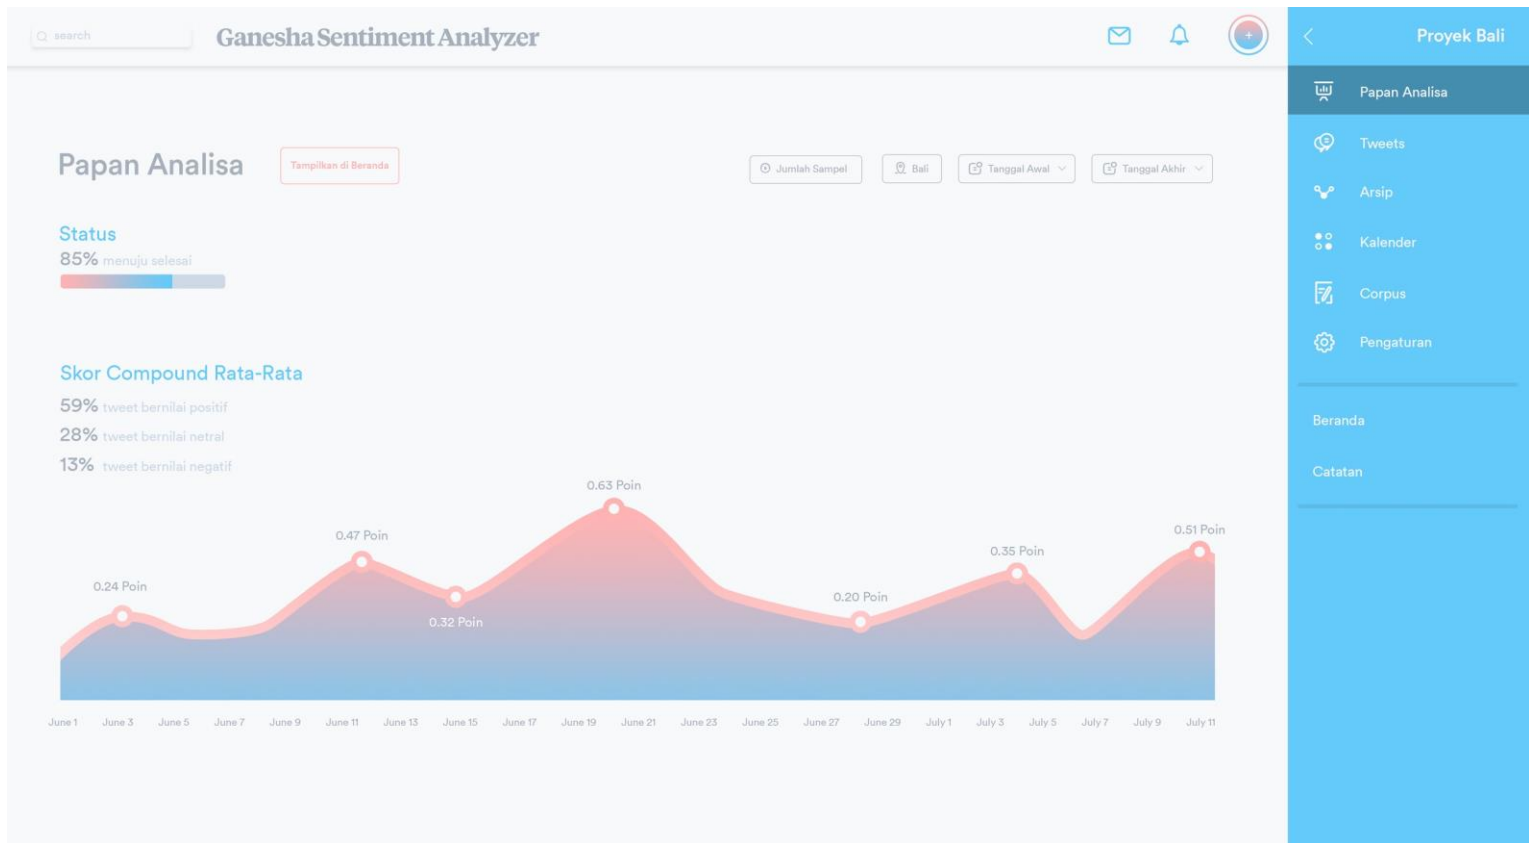 search
Ganesha Sentiment Analyzer
+
Proyek Bali
Papan Analisa
Tweets
Arsip
Kalender
Corpus
Pengaturan
Beranda
Catatan
Papan Analisa
Tampilkan di Beranda
Jumlah Sampel
Bali
Tanggal Awal
Tanggal Akhir
Status
85% menuju selesai
Skor Compound Rata-Rata
59% tweet bernilai positif
28% tweet bernilai netral
13% tweet bernilai negatif
0.24 Poin
0.47 Poin
0.32 Poin
0.63 Poin
0.20 Poin
0.35 Poin
0.51 Poin
June 1 June 3 June 5 June 7 June 9 June 11 June 13 June 15 June 17 June 19 June 21 June 23 June 25 June 27 June 29 July 1 July 3 July 5 July 7 July 9 July 11